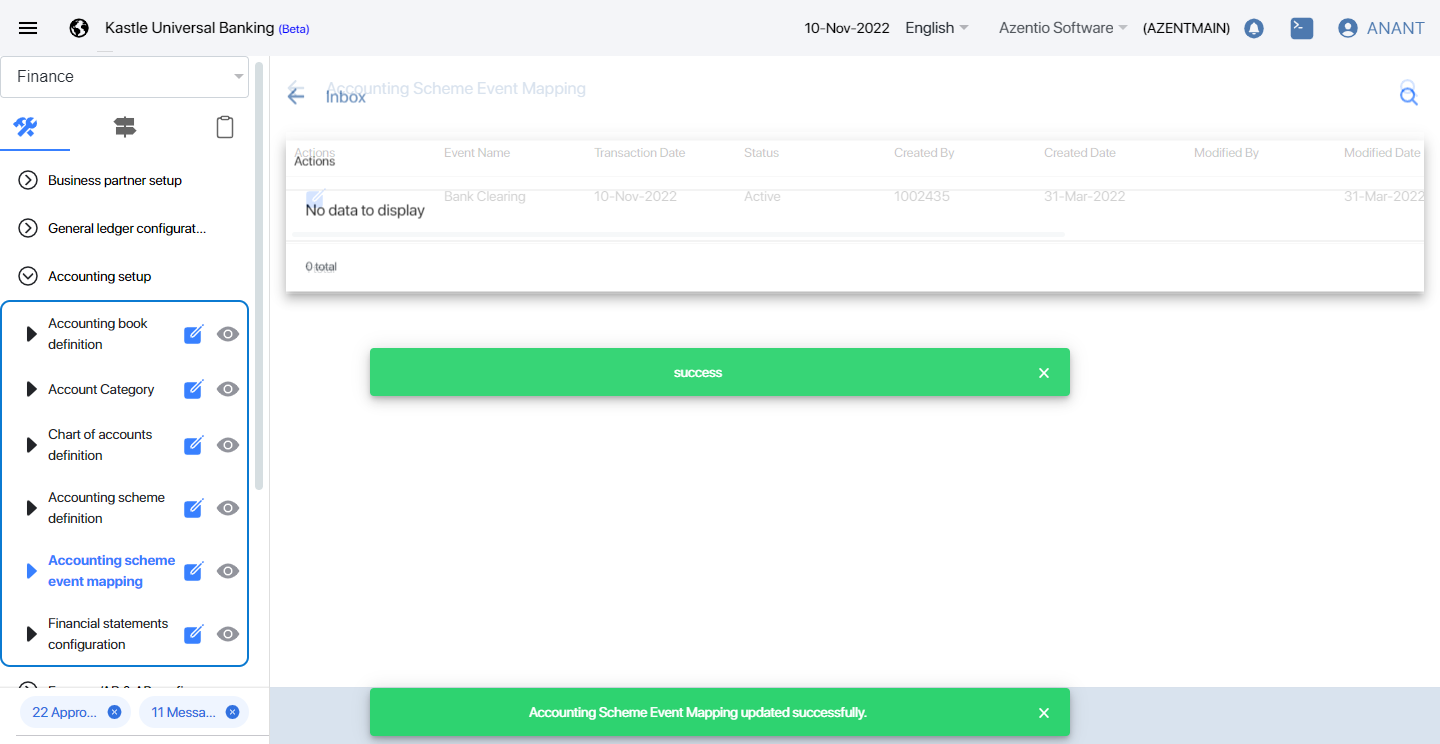 Kastle Universal Banking (Beta)
10-Nov-2022
English
Azentio Software
(AZENTMAIN)
ANANT
Finance
Business partner setup
General ledger configurat...
Accounting setup
Accounting book
definition
Account Category
Chart of accounts
definition
Accounting scheme
definition
Accounting scheme
event mapping
Financial statements
configuration
22 Appro...
11 Messa...
Accounting Scheme Event Mapping
Inbox
Actions Event Name Transaction Date Status Created By Created Date Modified By Modified Date
Actions
Bank Clearing 10-Nov-2022 Active 1002435 31-Mar-2022 31-Mar-2022
No data to display
0 total
success
Accounting Scheme Event Mapping updated successfully.